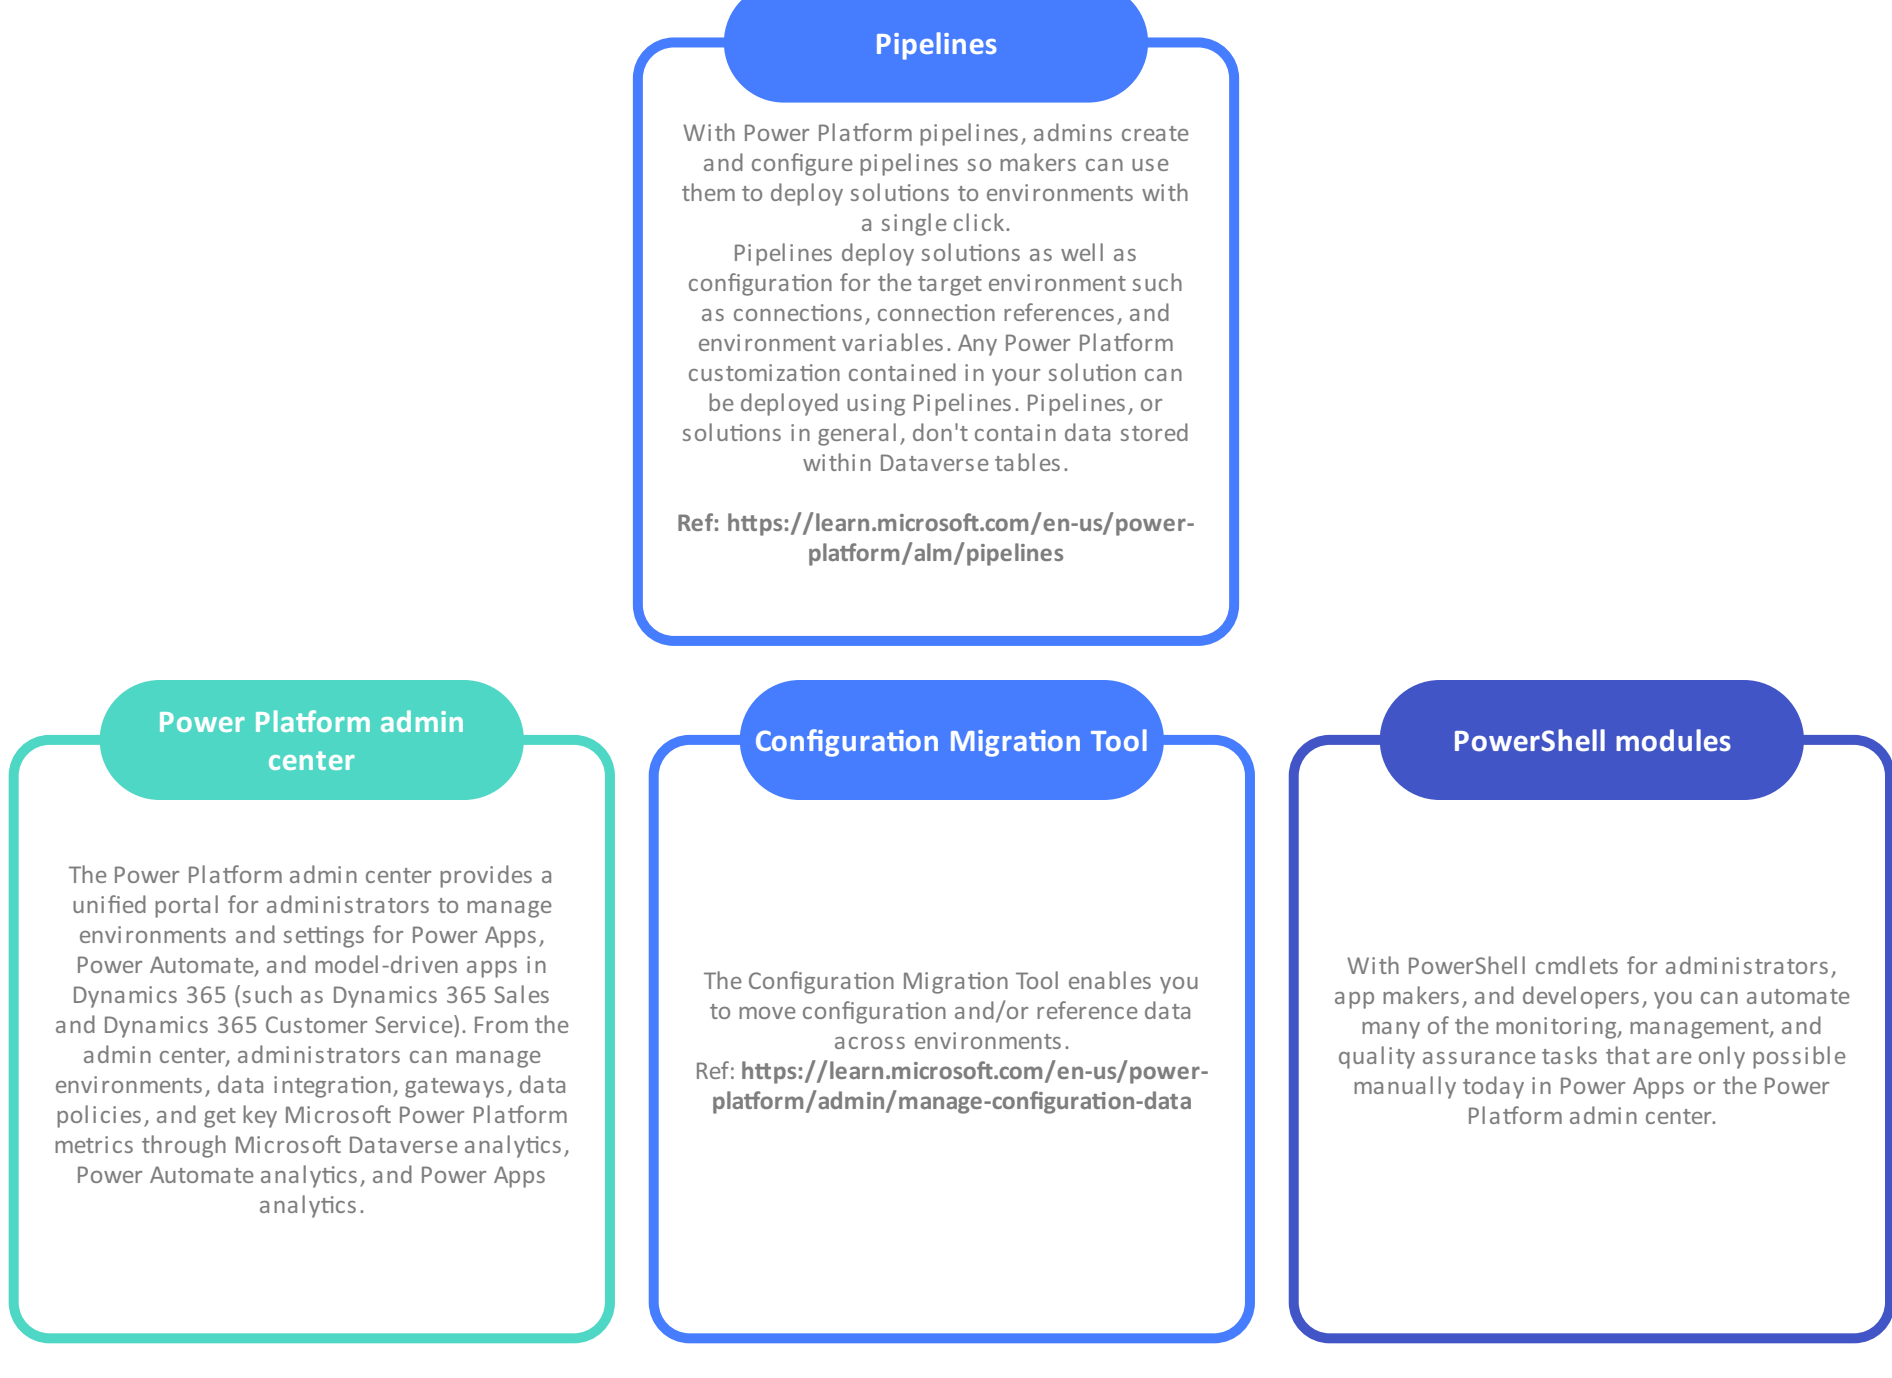 Pipelines
With Power Platform pipelines, admins create
and configure pipelines so makers can use
them to deploy solutions to environments with
a single click.
Pipelines deploy solutions as well as
configuration for the target environment such
as connections, connection references, and
environment variables. Any Power Platform
customization contained in your solution can
be deployed using Pipelines. Pipelines, or
solutions in general, don't contain data stored
within Dataverse tables.
Ref: https://learn.microsoft.com/en-us/power-
platform/alm/pipelines
Power Platform admin
center
The Power Platform admin center provides a
unified portal for administrators to manage
environments and settings for Power Apps,
Power Automate, and model-driven apps in
Dynamics 365 (such as Dynamics 365 Sales
and Dynamics 365 Customer Service). From the
admin center, administrators can manage
environments, data integration, gateways, data
policies, and get key Microsoft Power Platform
metrics through Microsoft Dataverse analytics,
Power Automate analytics, and Power Apps
analytics.
Configuration Migration Tool
The Configuration Migration Tool enables you
to move configuration and/or reference data
across environments.
Ref: https://learn.microsoft.com/en-us/power-
platform/admin/manage-configuration-data
PowerShell modules
With PowerShell cmdlets for administrators,
app makers, and developers, you can automate
many of the monitoring, management, and
quality assurance tasks that are only possible
manually today in Power Apps or the Power
Platform admin center.